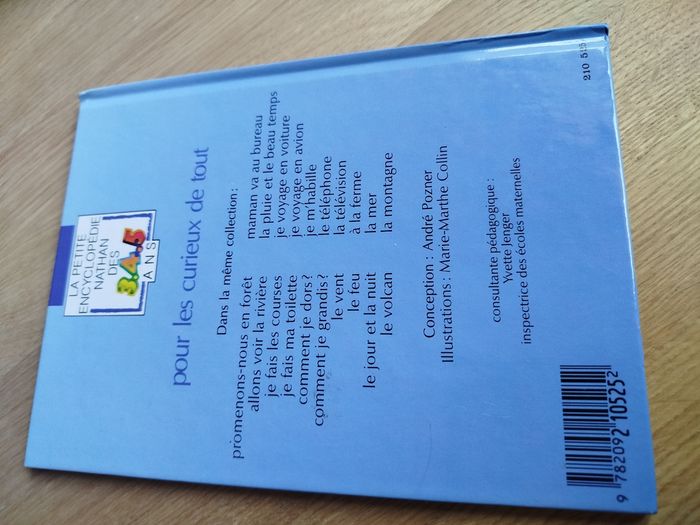 LA PETITE
ENCYCLOPÉDIE
NATHAN
DES
3.4.5
ANS
pour les curieux de tout
Dans la même collection :
promenons-nous en forêt
allons voir la rivière
je fais les courses
je fais ma toilette
comment je dors?
comment je grandis?
le vent
le feu
le jour et la nuit
le volcan
maman va au bureau
la pluie et le beau temps
je voyage en voiture
je voyage en avion
je m'habille
le téléphone
la télévision
à la ferme
la mer
la montagne
Conception : André Pozner
Illustrations : Marie-Marthe Collin
consultante pédagogique :
Yvette Jenger
inspectrice des écoles maternelles
9 782092 105252
210